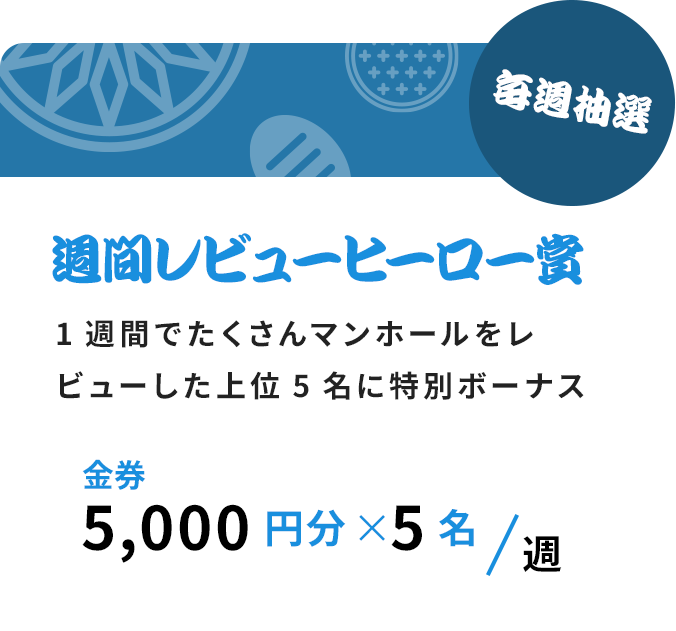 毎週抽選
週間レビューヒーロー賞
1 週間でたくさんマンホールをレ
ビューした上位 5 名に特別ボーナス
金券
5,000 円分 ×5 名 / 週